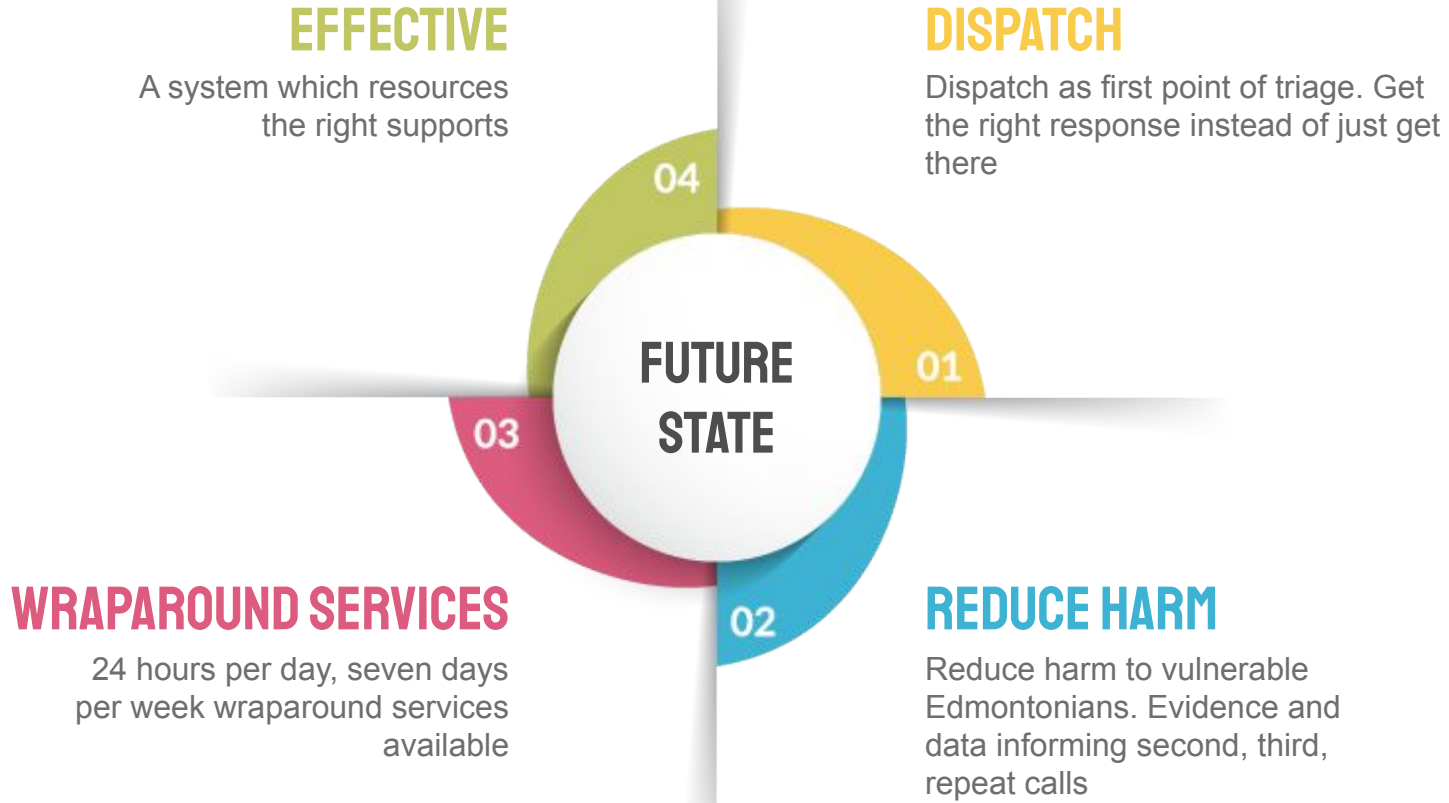 EFFECTIVE
A system which resources
the right supports
04
DISPATCH
Dispatch as first point of triage. Get
the right response instead of just get
there
01
FUTURE
STATE
03
WRAPAROUND SERVICES
24 hours per day, seven days
per week wraparound services
available
02
REDUCE HARM
Reduce harm to vulnerable
Edmontonians. Evidence and
data informing second, third,
repeat calls